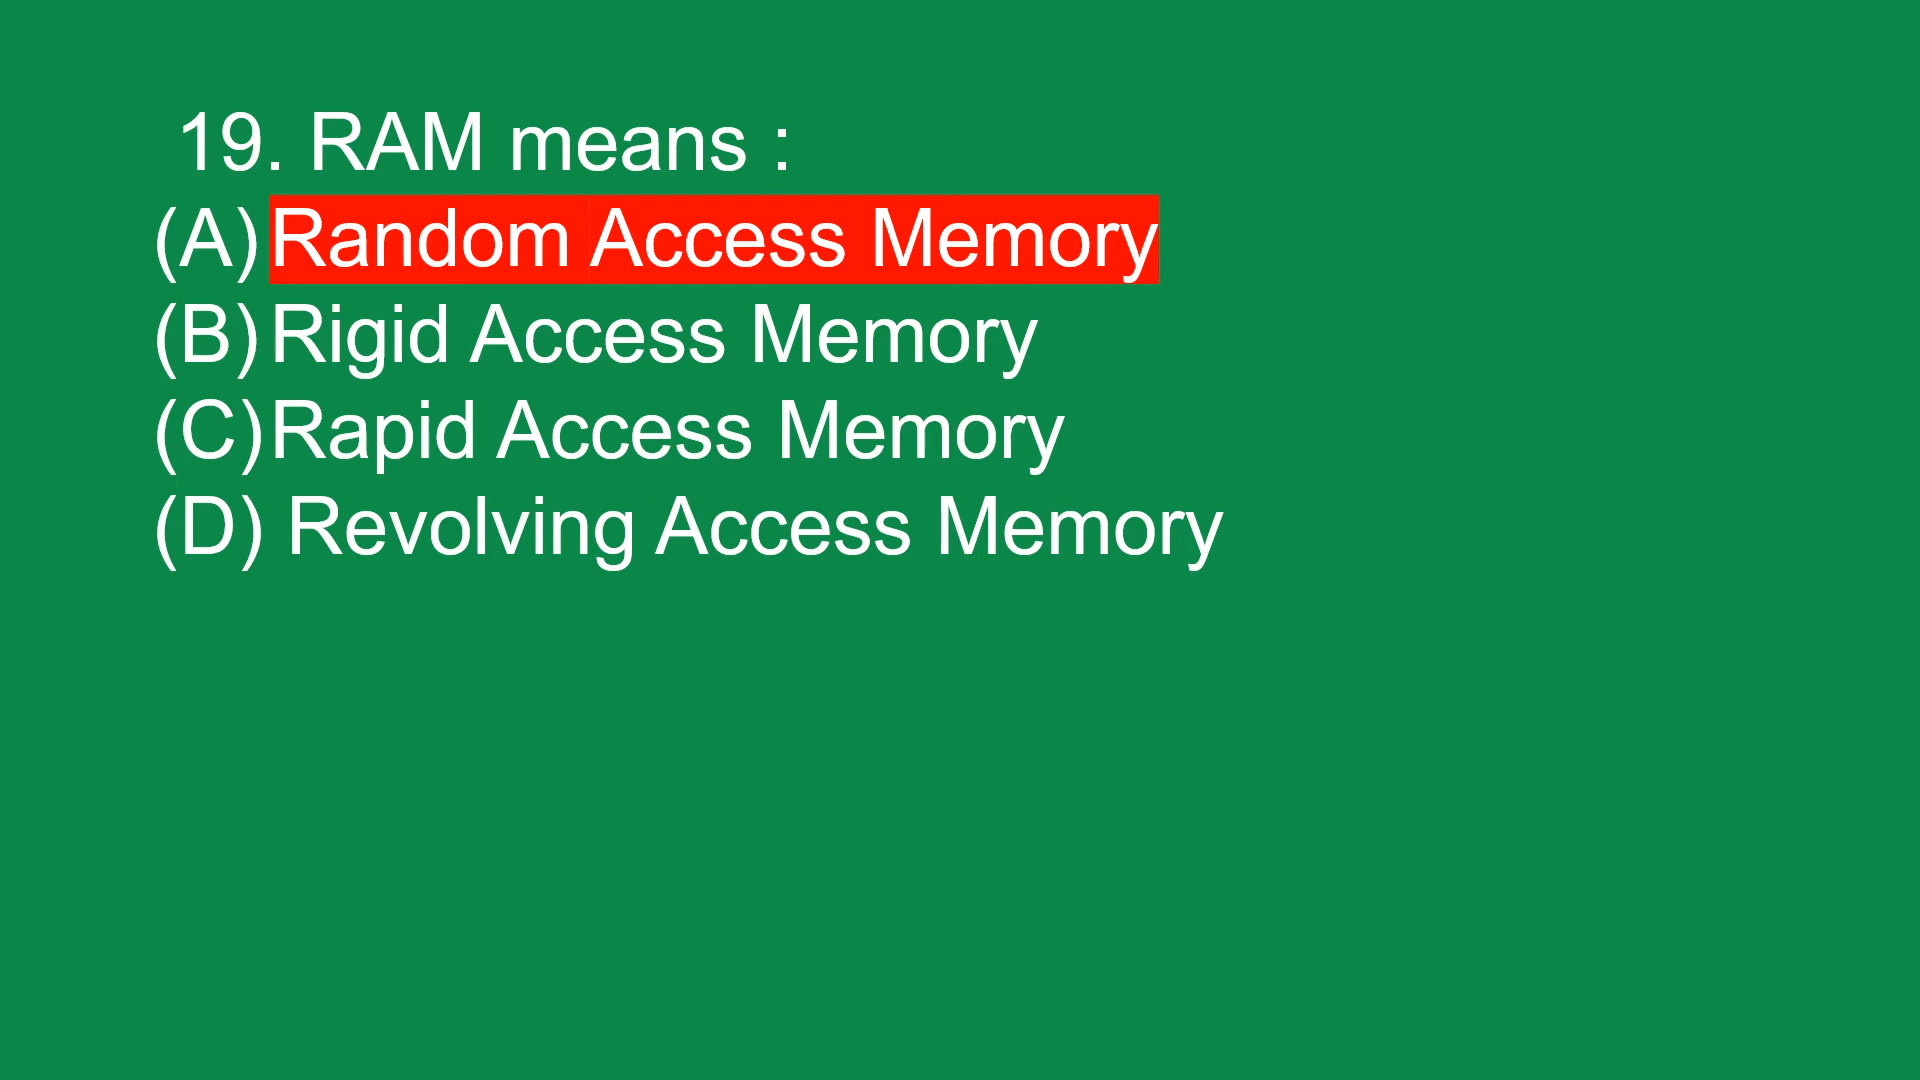 19. RAM means :
(A) Random Access Memory
(B) Rigid Access Memory
(C) Rapid Access Memory
(D) Revolving Access Memory